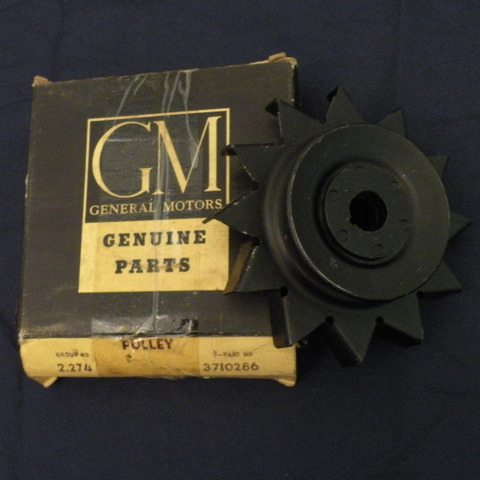 GM
GENERAL MOTORS
GENUINE
PARTS
PULLEY
GROUP NO PART NO
2.274 3710286